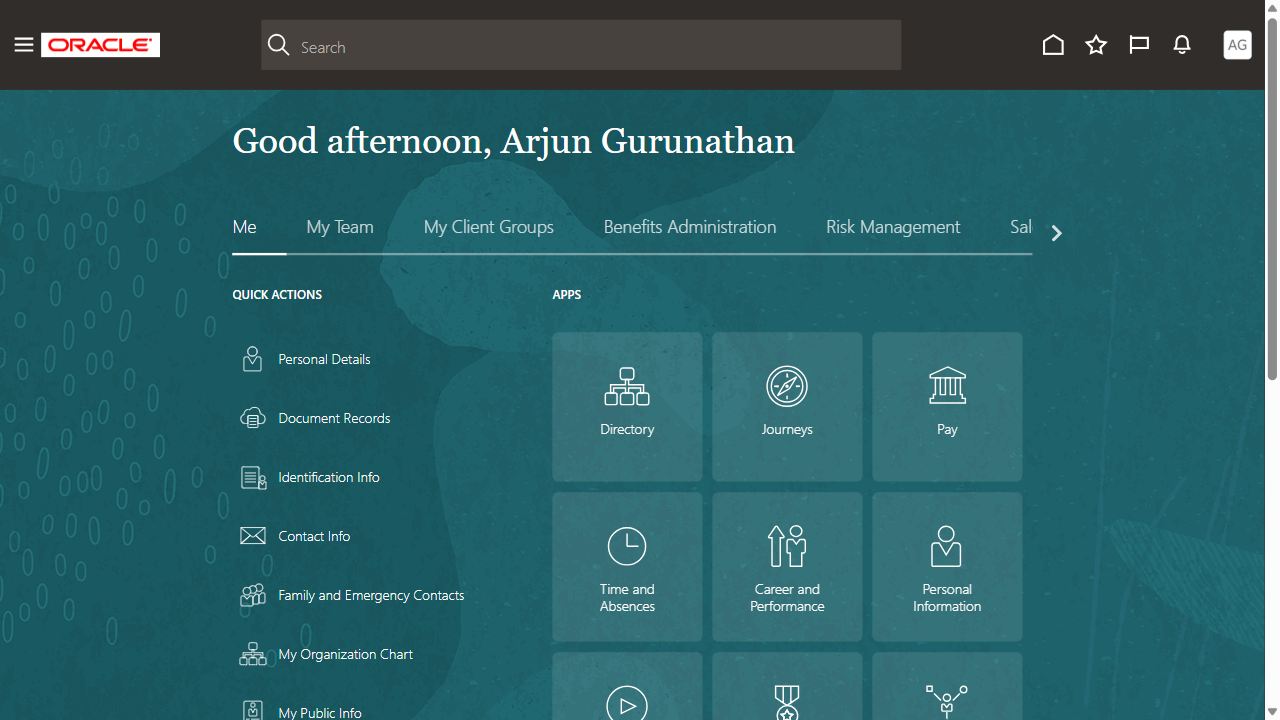 ORACLE
Search
AG
Good afternoon, Arjun Gurunathan
Me
My Team
My Client Groups
Benefits Administration
Risk Management
Sal
QUICK ACTIONS
Personal Details
Document Records
Identification Info
Contact Info
Family and Emergency Contacts
My Organization Chart
My Public Info
APPS
Directory
Journeys
Pay
Time and
Absences
Career and
Performance
Personal
Information